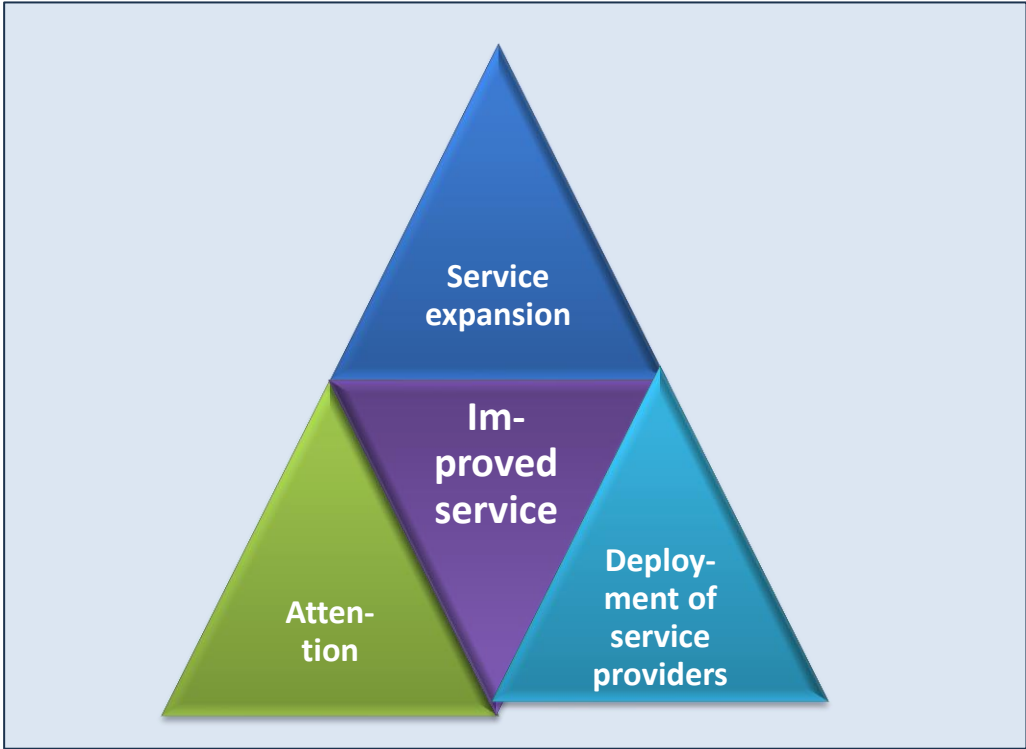 Service
expansion
Im-
proved
service
Atten-
tion
Deploy-
ment of
service
providers